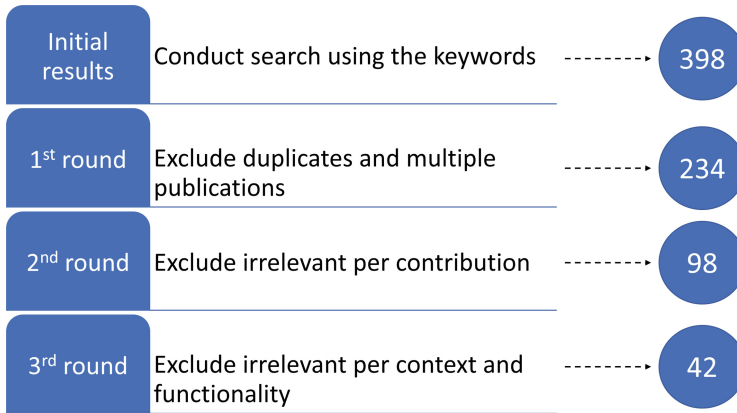 Initial
results
Conduct search using the keywords
398
1st round
Exclude duplicates and multiple
publications
234
2nd round
Exclude irrelevant per contribution
98
3rd round
Exclude irrelevant per context and
functionality
42